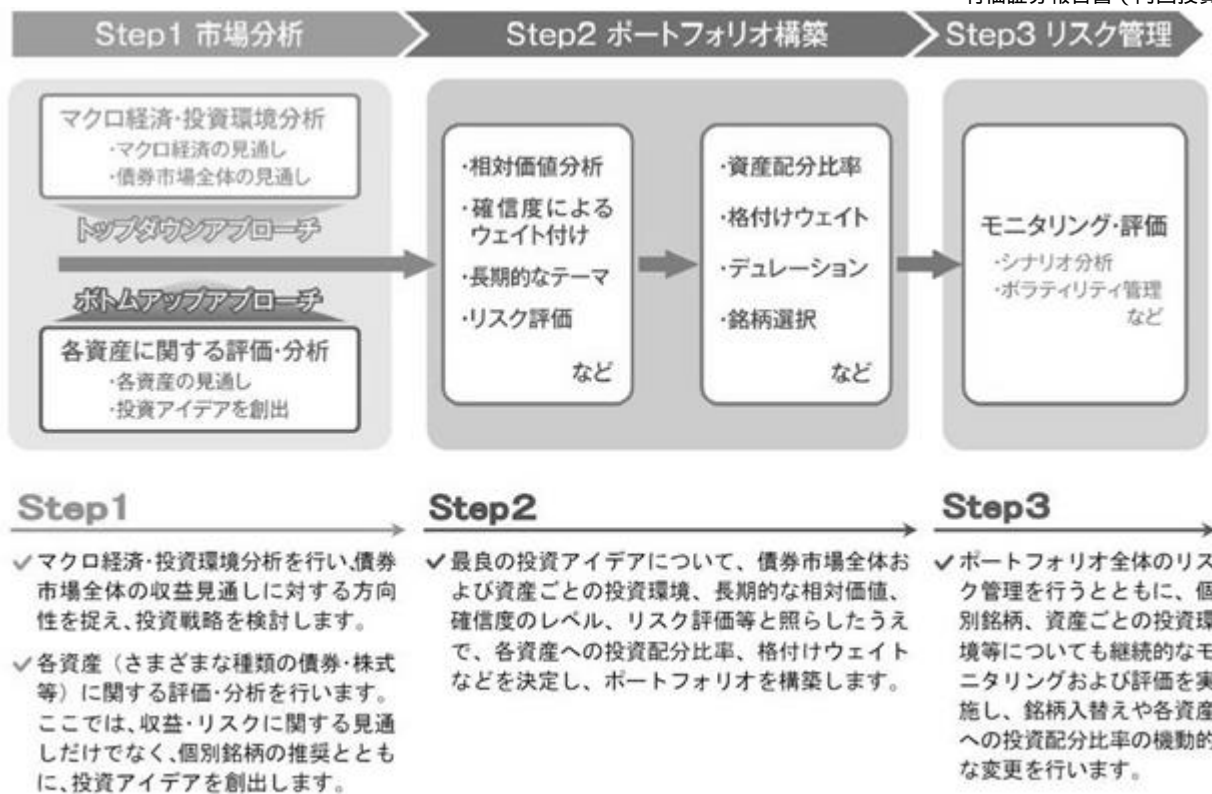 Step1 市場分析
Step2 ポートフォリオ構築
Step3 リスク管理
マクロ経済・投資環境分析
・マクロ経済の見通し
・債券市場全体の見通し
トップダウンアプローチ
ボトムアップアプローチ
各資産に関する評価・分析
・各資産の見通し
・投資アイデアを創出
・相対価値分析
・確信度による
ウェイト付け
・長期的なテーマ
・リスク評価
など
・資産配分比率
・格付けウェイト
・デュレーション
・銘柄選択
など
モニタリング・評価
・シナリオ分析
・ボラティリティ管理
など
Step1
✓マクロ経済・投資環境分析を行い、債券
市場全体の収益見通しに対する方向
性を捉え、投資戦略を検討します。
✓各資産（さまざまな種類の債券・株式
等）に関する評価・分析を行います。
ここでは、収益・リスクに関する見通
しだけでなく、個別銘柄の推奨ととも
に、投資アイデアを創出します。
Step2
✓最良の投資アイデアについて、債券市場全体お
よび資産ごとの投資環境、長期的な相対価値、
確信度のレベル、リスク評価等と照らしたうえ
で、各資産への投資配分比率、格付けウェイト
などを決定し、ポートフォリオを構築します。
Step3
✓ポートフォリオ全体のリス
ク管理を行うとともに、個
別銘柄、資産ごとの投資環
境等についても継続的なモ
ニタリングおよび評価を実
施し、銘柄入替えや各資産
への投資配分比率の機動的
な変更を行います。